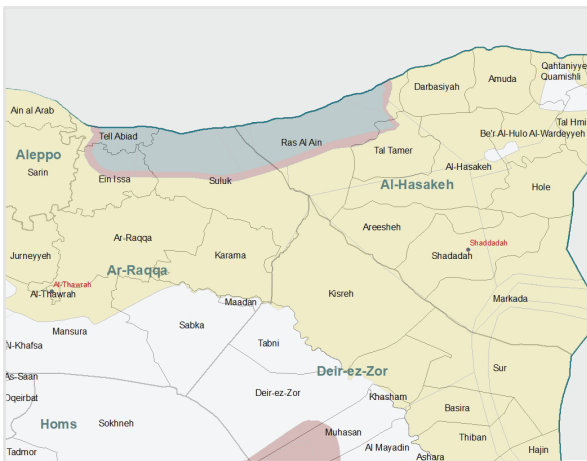 Qahtaniyye
Quamishli
Amuda
Darbasiyah
Ain al Arab
Tell Abiad
Ras Al Ain
Tal Hmi
Be'r Al-Hulo Al-Wardeyyeh
Tal Tamer
Al-Hasakeh
Aleppo
Sarin
Ein Issa
Suluk
Al-Hasakeh
Hole
Areesheh
Ar-Raqqa
Shaddadah
Jurneyyeh
Karama
Shadadah
Ar-Raqqa
Al-Thawrah
Al-Thawrah
Kisreh
Markada
Maadan
Mansura
Sabka
Al-Khafsa
Tabni
Sur
Deir-ez-Zor
As-Saan
Oqeirbat
Deir-ez-Zor
Khasham
Basira
Homs
Sokhneh
Muhasan
Thiban
Al Mayadin
Tadmor
Ashara
Hajin